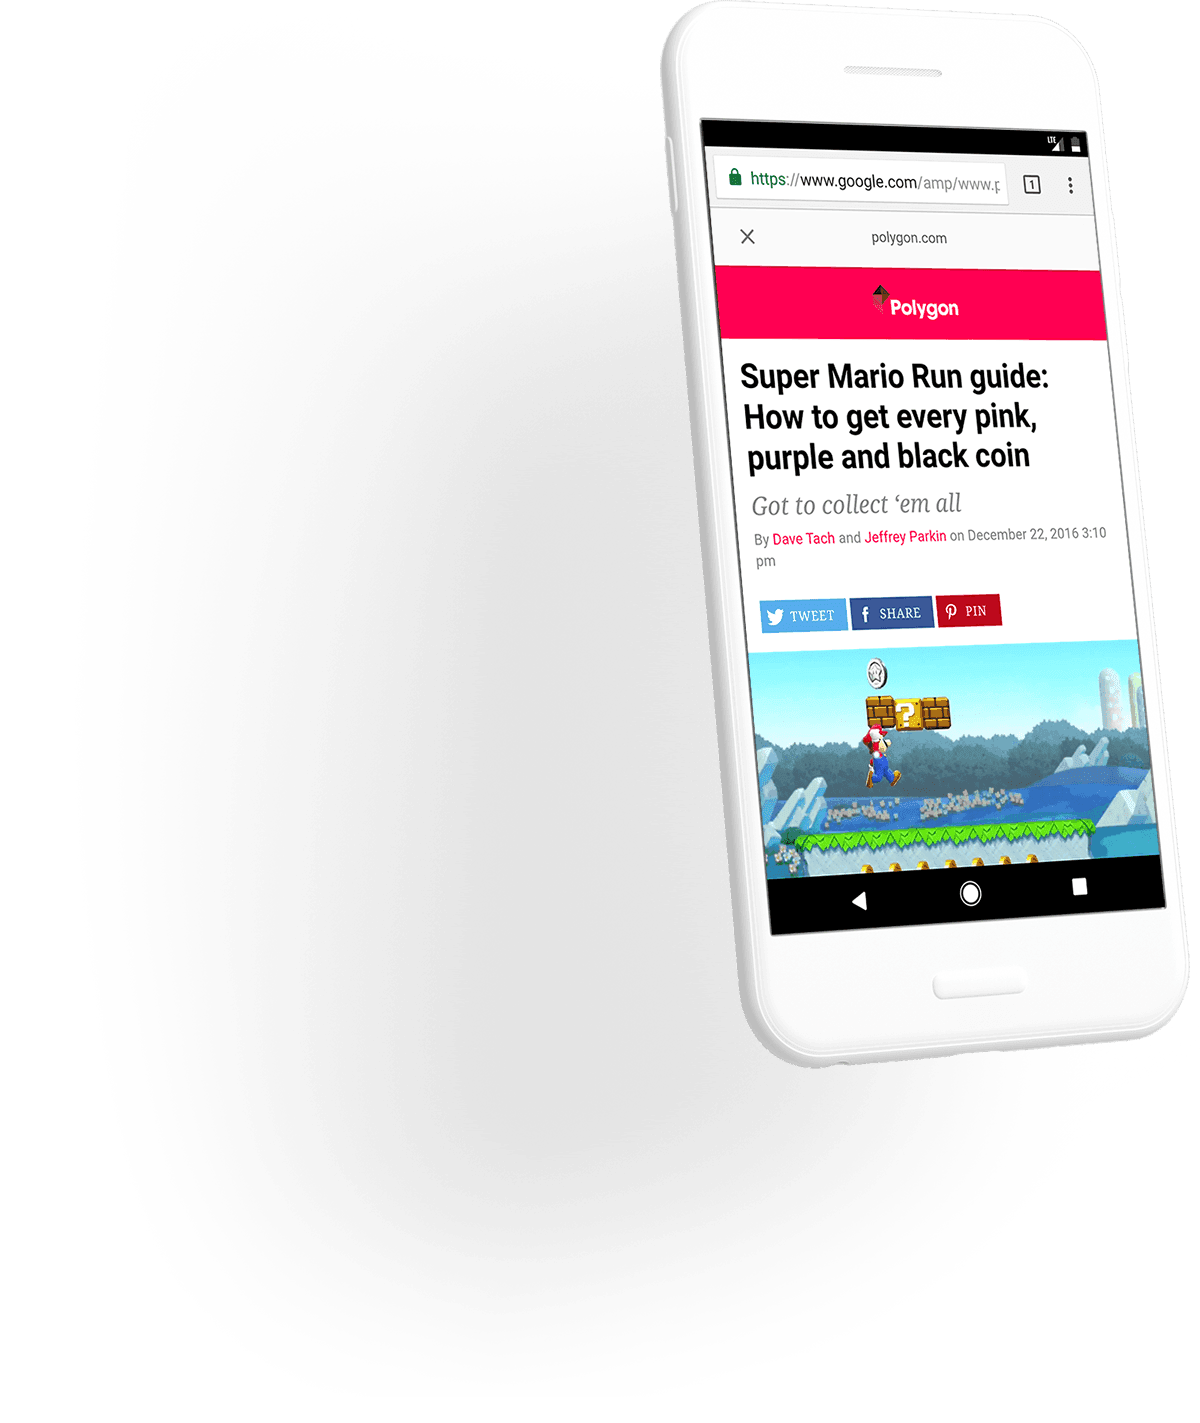 LTE
https://www.google.com/amp/www.p
1
polygon.com
Polygon
Super Mario Run guide:
How to get every pink,
purple and black coin
Got to collect ‘em all
By Dave Tach and Jeffrey Parkin on December 22, 2016 3:10
pm
TWEET SHARE PIN
?